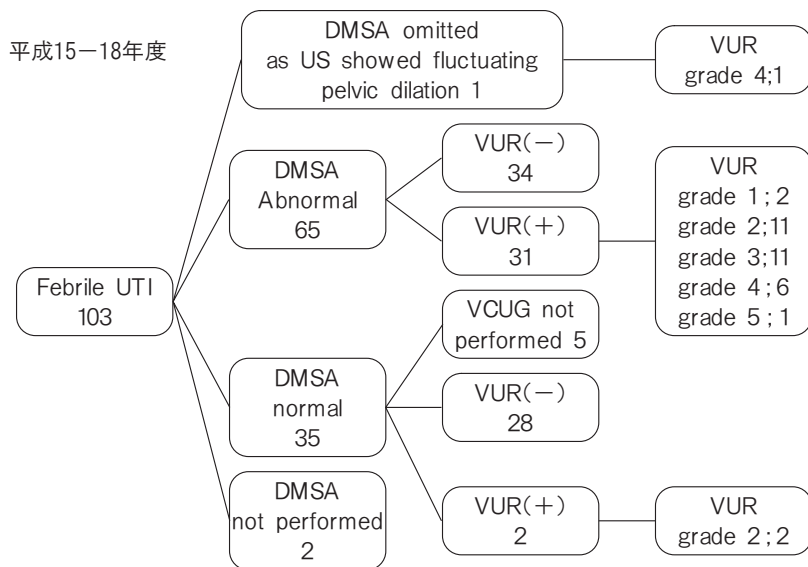 平成15－18年度
DMSA omitted
as US showed fluctuating
pelvic dilation 1
VUR
grade 4;1
DMSA
Abnormal
65
VUR(－)
34
VUR(＋)
31
VUR
grade 1;2
grade 2;11
grade 3;11
grade 4;6
grade 5;1
Febrile UTI
103
DMSA
normal
35
VCUG not
performed 5
VUR(－)
28
VUR(＋)
2
VUR
grade 2;2
DMSA
not performed
2